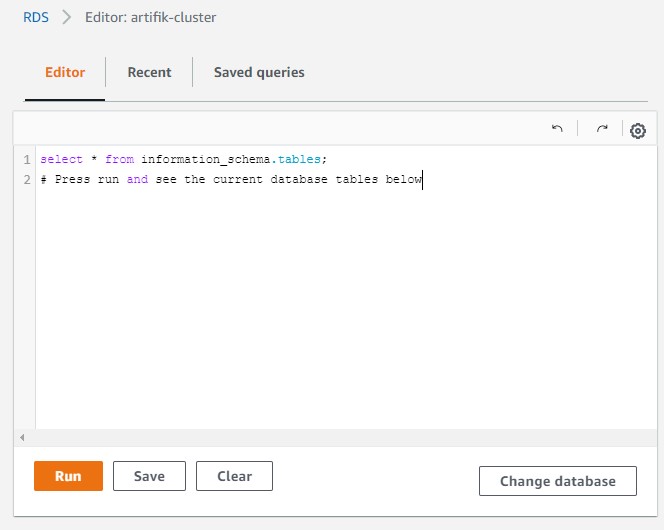 RDS > Editor: artifik-cluster
Editor Recent Saved queries
1 select * from information_schema.tables;
2 # Press run and see the current database tables below
Run Save Clear Change database